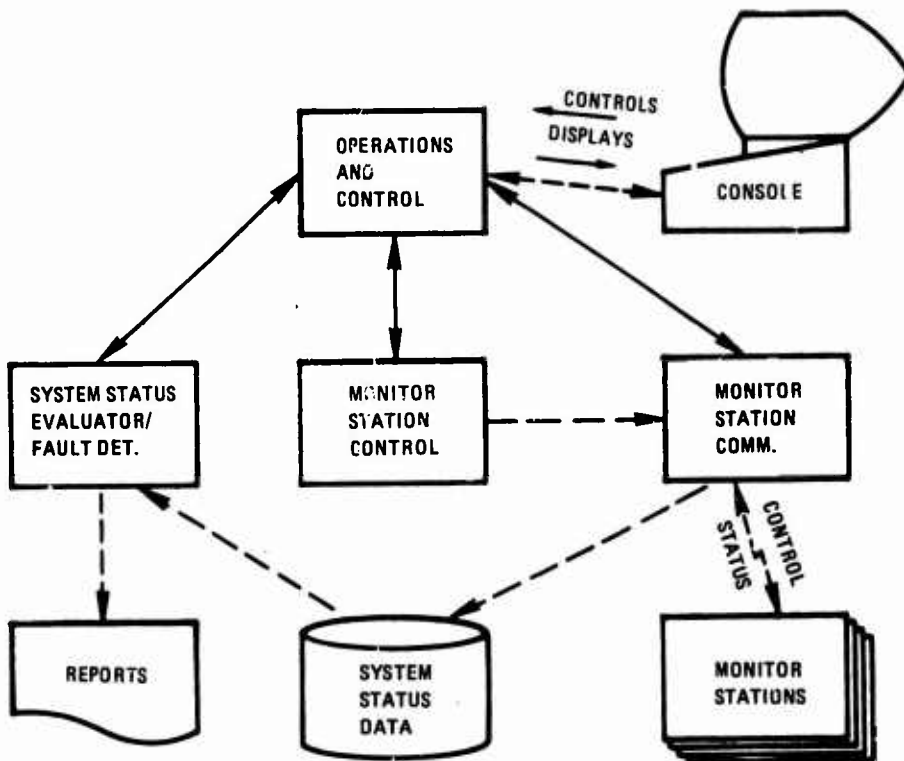 CONTROLS
DISPLAYS
OPERATIONS
AND
CONTROL
CONSOLE
SYSTEM STATUS
EVALUATOR/
FAULT DET.
MONITOR
STATION
CONTROL
MONITOR
STATION
COMM.
STATUS
CONTROL
REPORTS
SYSTEM
STATUS
DATA
MONITOR
STATIONS